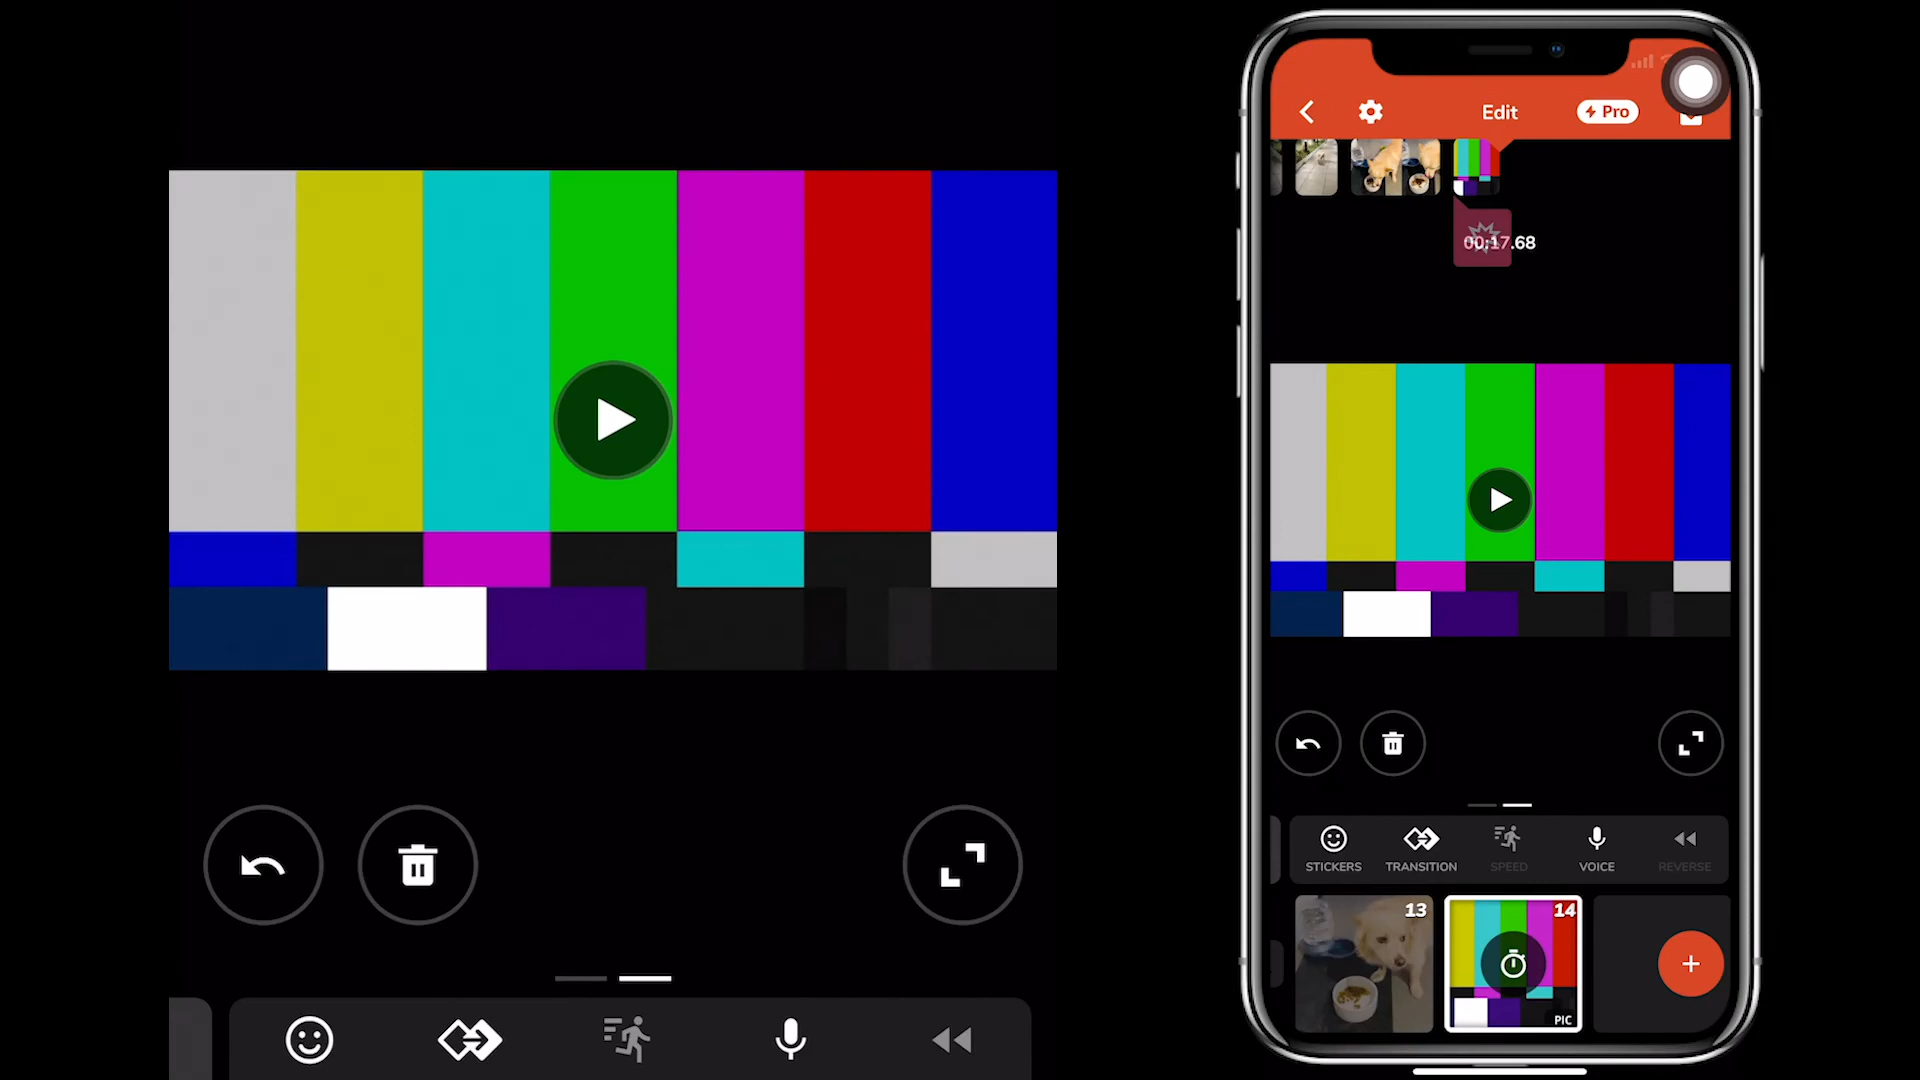 Edit
Pro
00:17.68
STICKERS
TRANSITION
SPEED
VOICE
REVERSE
13
14
PIC